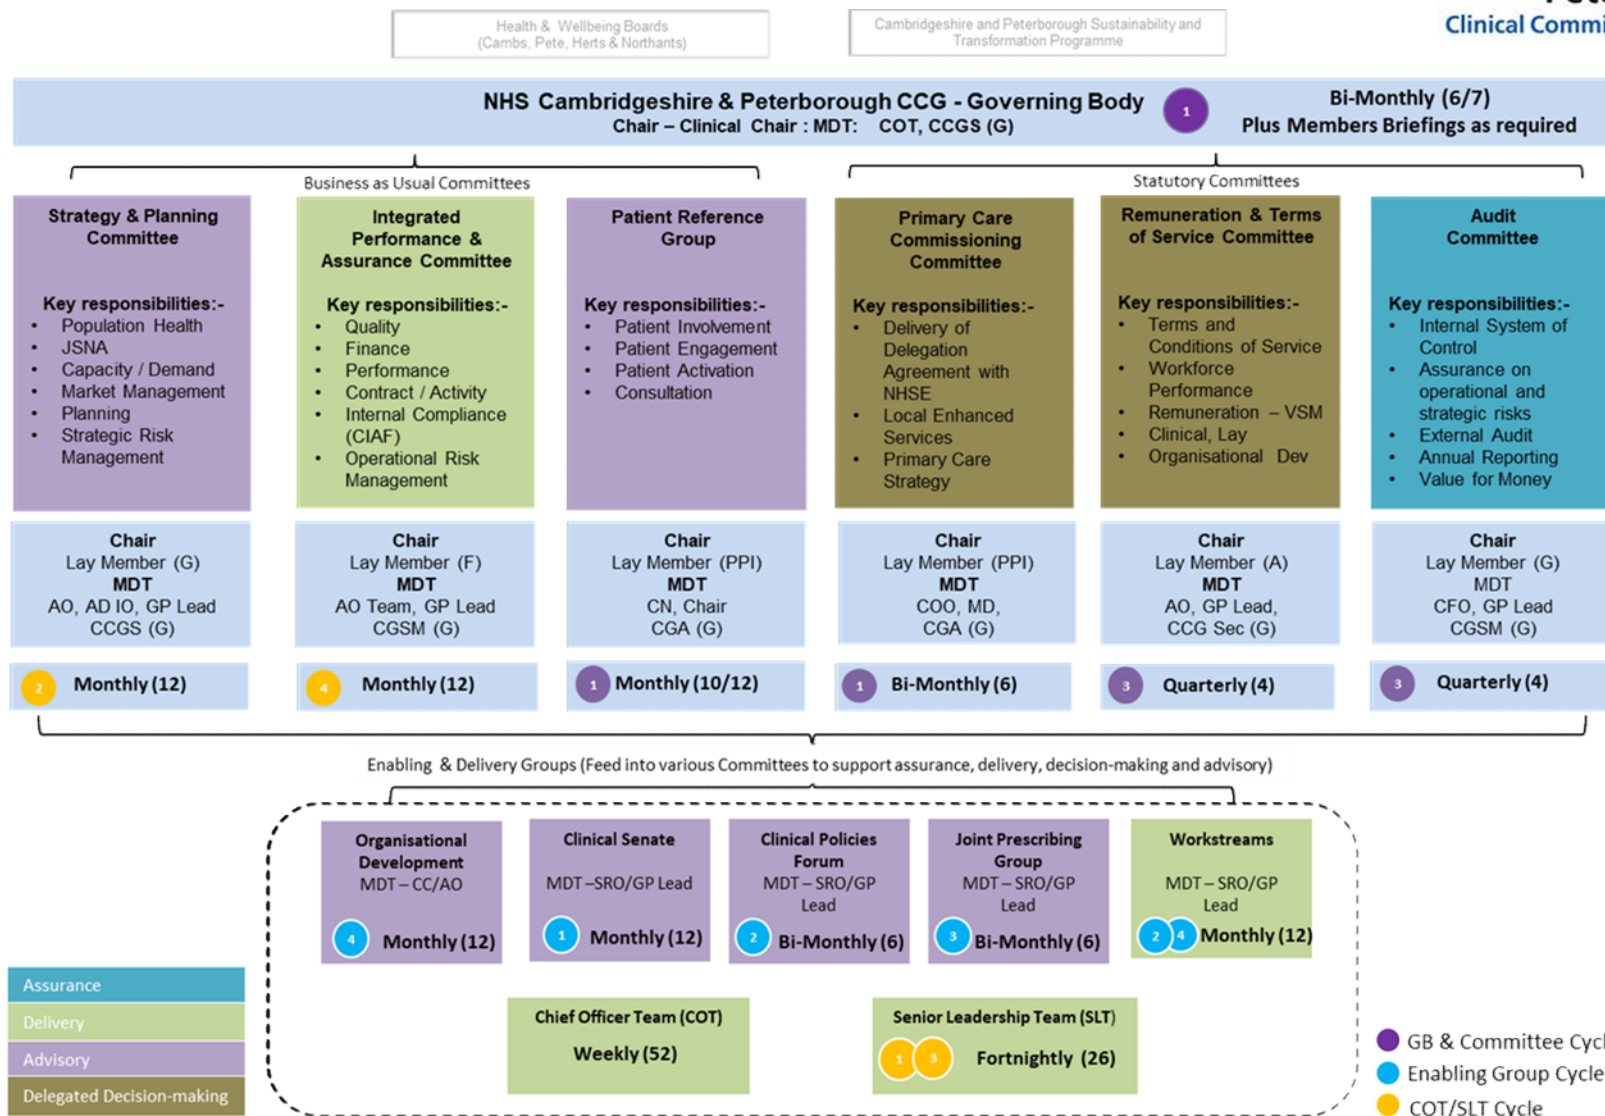 Health & Wellbeing Boards
(Cambs, Pete, Herts & Northants)
Cambridgeshire and Peterborough Sustainability and
Transformation Programme
Clinical Commi
NHS Cambridgeshire & Peterborough CCG - Governing Body
Chair – Clinical Chair : MDT: COT, CCGS (G)
1
Bi-Monthly (6/7)
Plus Members Briefings as required
Business as Usual Committees
Statutory Committees
Strategy & Planning
Committee
Key responsibilities:-
• Population Health
• JSNA
• Capacity / Demand
• Market Management
• Planning
• Strategic Risk
Management
Integrated
Performance &
Assurance Committee
Key responsibilities:-
• Quality
• Finance
• Performance
• Contract / Activity
• Internal Compliance
(CIAF)
• Operational Risk
Management
Patient Reference
Group
Key responsibilities:-
• Patient Involvement
• Patient Engagement
• Patient Activation
• Consultation
Primary Care
Commissioning
Committee
Key responsibilities:-
• Delivery of
Delegation
Agreement with
NHSE
• Local Enhanced
Services
• Primary Care
Strategy
Remuneration & Terms
of Service Committee
Key responsibilities:-
• Terms and
Conditions of Service
• Workforce
Performance
• Remuneration – VSM
• Clinical, Lay
• Organisational Dev
Audit
Committee
Key responsibilities:-
• Internal System of
Control
• Assurance on
operational and
strategic risks
• External Audit
• Annual Reporting
• Value for Money
Chair
Lay Member (G)
MDT
AO, AD IO, GP Lead
CCGS (G)
Chair
Lay Member (F)
MDT
AO Team, GP Lead
CGSM (G)
Chair
Lay Member (PPI)
MDT
CN, Chair
CGA (G)
Chair
Lay Member (PPI)
MDT
COO, MD,
CGA (G)
Chair
Lay Member (A)
MDT
AO, GP Lead,
CCG Sec (G)
Chair
Lay Member (G)
MDT
CFO, GP Lead
CGSM (G)
2 Monthly (12)
4 Monthly (12)
1 Monthly (10/12)
1 Bi-Monthly (6)
3 Quarterly (4)
3 Quarterly (4)
Enabling & Delivery Groups (Feed into various Committees to support assurance, delivery, decision-making and advisory)
Organisational
Development
MDT – CC/AO
4 Monthly (12)
Clinical Senate
MDT –SRO/GP Lead
1 Monthly (12)
Clinical Policies
Forum
MDT – SRO/GP
Lead
2 Bi-Monthly (6)
Joint Prescribing
Group
MDT – SRO/GP
Lead
3 Bi-Monthly (6)
Workstreams
MDT – SRO/GP
Lead
2 4 Monthly (12)
Chief Officer Team (COT)
Weekly (52)
Senior Leadership Team (SLT)
1 3 Fortnightly (26)
Assurance
Delivery
Advisory
Delegated Decision-making
GB & Committee Cycl
Enabling Group Cycle
COT/SLT Cycle